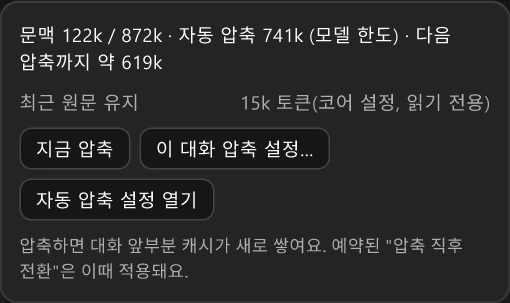 문맥 122k / 872k · 자동 압축 741k (모델 한도) · 다음
압축까지 약 619k
최근 원문 유지 15k 토큰(코어 설정, 읽기 전용)
지금 압축 이 대화 압축 설정...
자동 압축 설정 열기
압축하면 대화 앞부분 캐시가 새로 쌓여요. 예약된 "압축 직후
전환"은 이때 적용돼요.